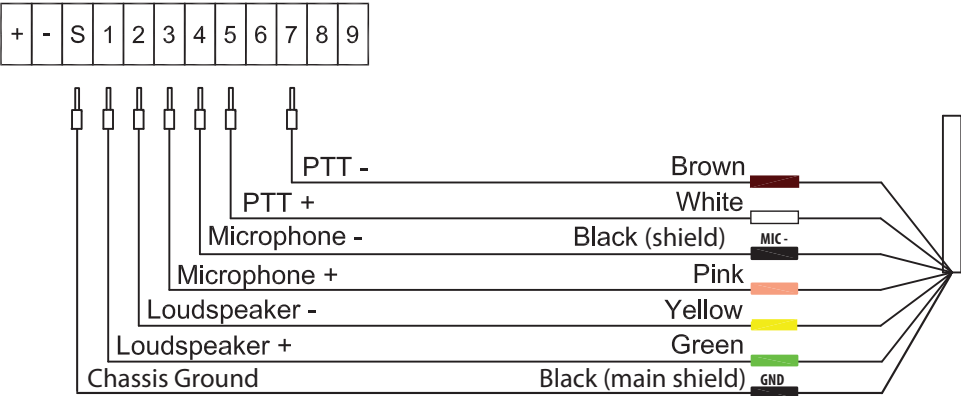 + - S 1 2 3 4 5 6 7 8 9
PTT - Brown
PTT + White
Microphone - Black (shield) MIC -
Microphone + Pink
Loudspeaker - Yellow
Loudspeaker + Green
Chassis Ground Black (main shield) GND